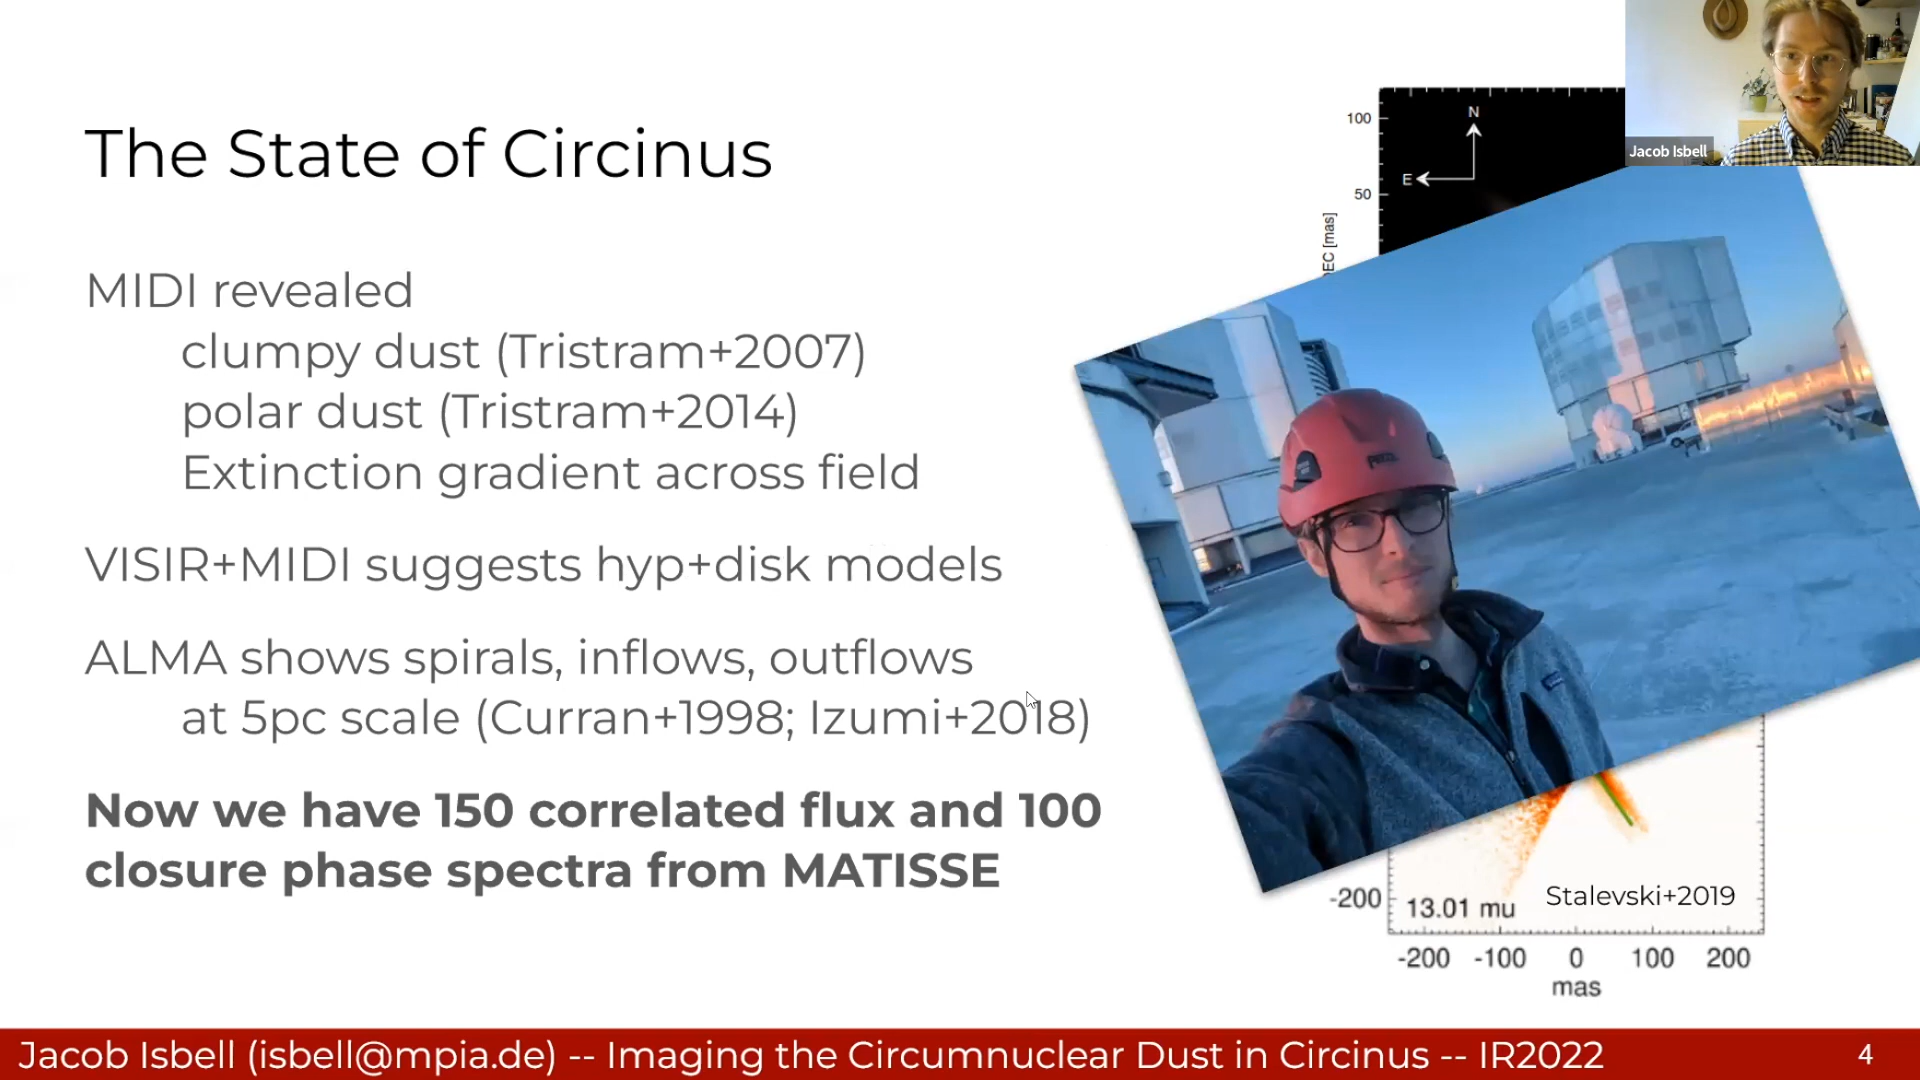 The State of Circinus
MIDI revealed
clumpy dust (Tristram+2007)
polar dust (Tristram+2014)
Extinction gradient across field
VISIR+MIDI suggests hyp+disk models
ALMA shows spirals, inflows, outflows
at 5pc scale (Curran+1998; Izumi+2018)
Now we have 150 correlated flux and 100
closure phase spectra from MATISSE
100
50
EC [mas]
N
E
Jacob Isbell
PETZL
-200
13.01 mu
Stalevski+2019
-200 -100 0 100 200
mas
Jacob Isbell (isbell@mpia.de) -- Imaging the Circumnuclear Dust in Circinus -- IR2022
4